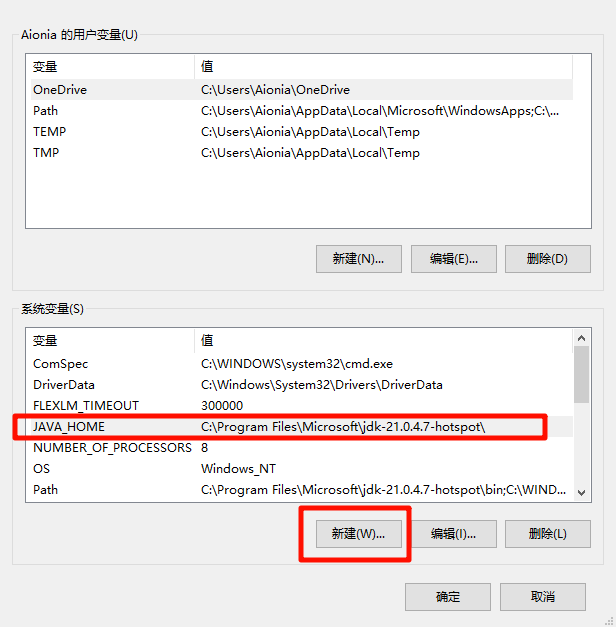 Aionia 的用户变量(U)
变量 值
OneDrive C:\Users\Aionia\OneDrive
Path C:\Users\Aionia\AppData\Local\Microsoft\WindowsApps;C:\...
TEMP C:\Users\Aionia\AppData\Local\Temp
TMP C:\Users\Aionia\AppData\Local\Temp
新建(N)... 编辑(E)... 删除(D)
系统变量(S)
变量 值
ComSpec C:\WINDOWS\system32\cmd.exe
DriverData C:\Windows\System32\Drivers\DriverData
FLEXLM_TIMEOUT 300000
JAVA_HOME C:\Program Files\Microsoft\jdk-21.0.4.7-hotspot\
NUMBER_OF_PROCESSORS 8
OS Windows_NT
Path C:\Program Files\Microsoft\jdk-21.0.4.7-hotspot\bin;C:\WIND...
新建(W)... 编辑(I)... 删除(L)
确定 取消